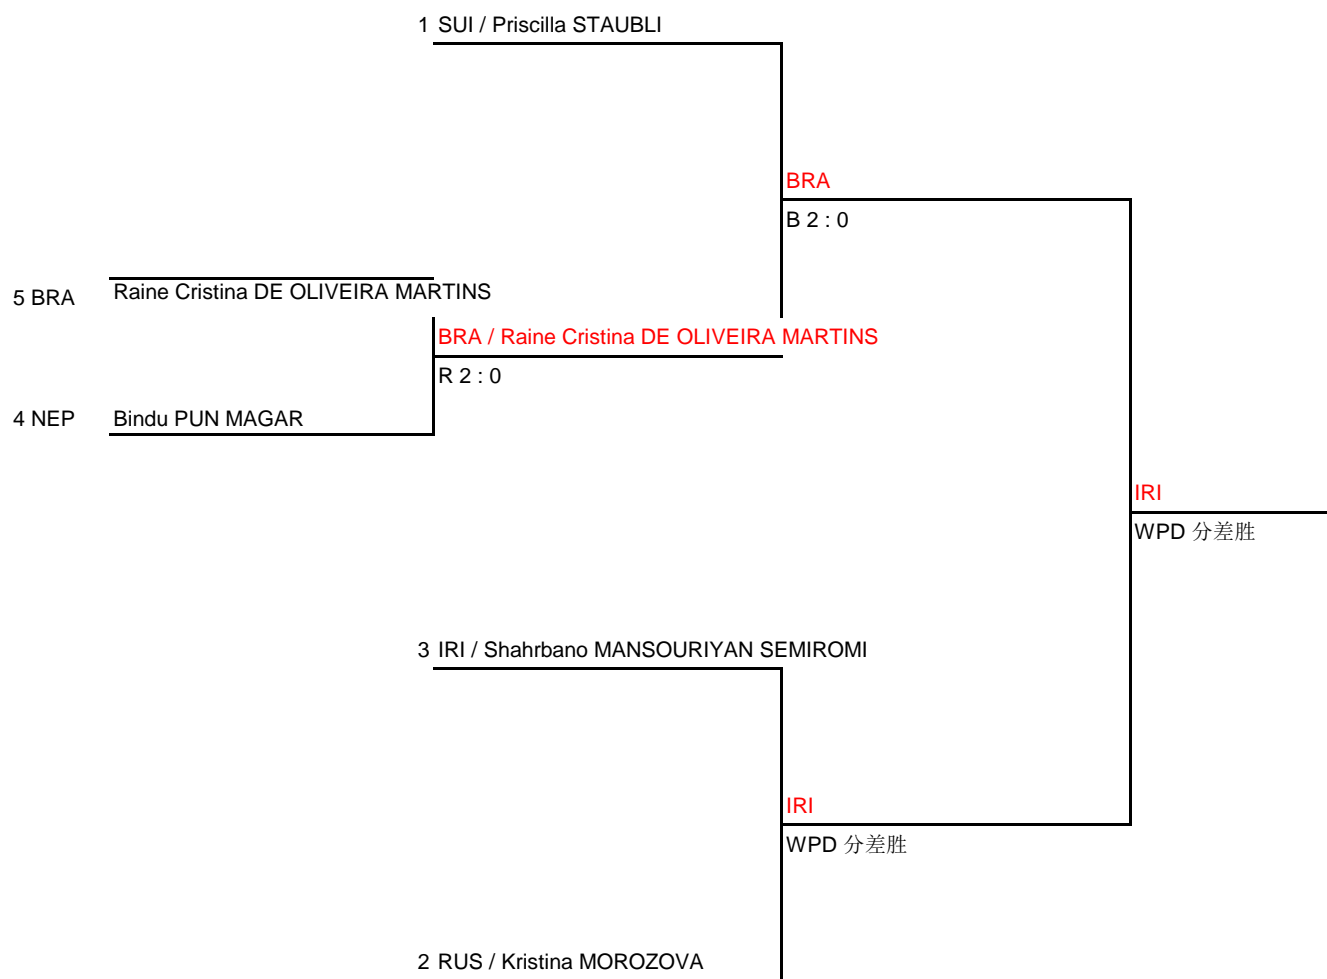 1 SUI / Priscilla STAUBLI
BRA
B 2 : 0
5 BRA Raine Cristina DE OLIVEIRA MARTINS
BRA / Raine Cristina DE OLIVEIRA MARTINS
R 2 : 0
4 NEP Bindu PUN MAGAR
IRI
WPD 分差胜
3 IRI / Shahrbano MANSOURIYAN SEMIROMI
IRI
WPD 分差胜
2 RUS / Kristina MOROZOVA